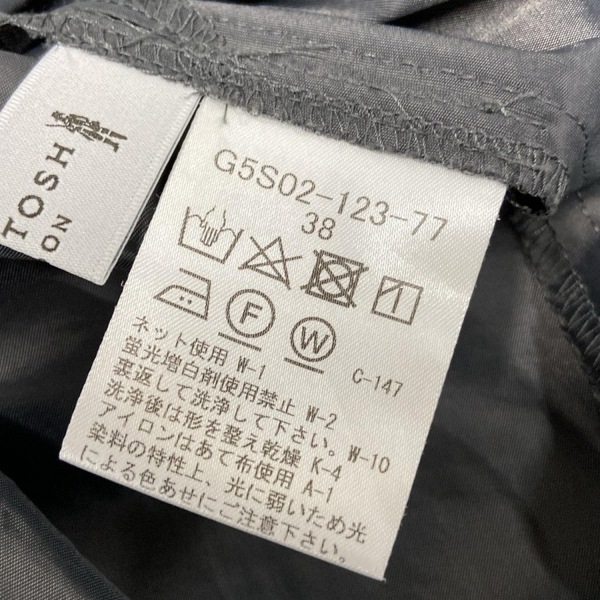 TOSH
ON
G5S02-123-77
38
F
W
C-147
ネット使用 W-1
蛍光増白剤使用禁止 W-2
裏返して洗浄して下さい。W-10
洗浄後は形を整え乾燥 K-4
アイロンはあて布使用 A-1
染料の特性上、光に弱いため光
による色あせにご注意下さい。